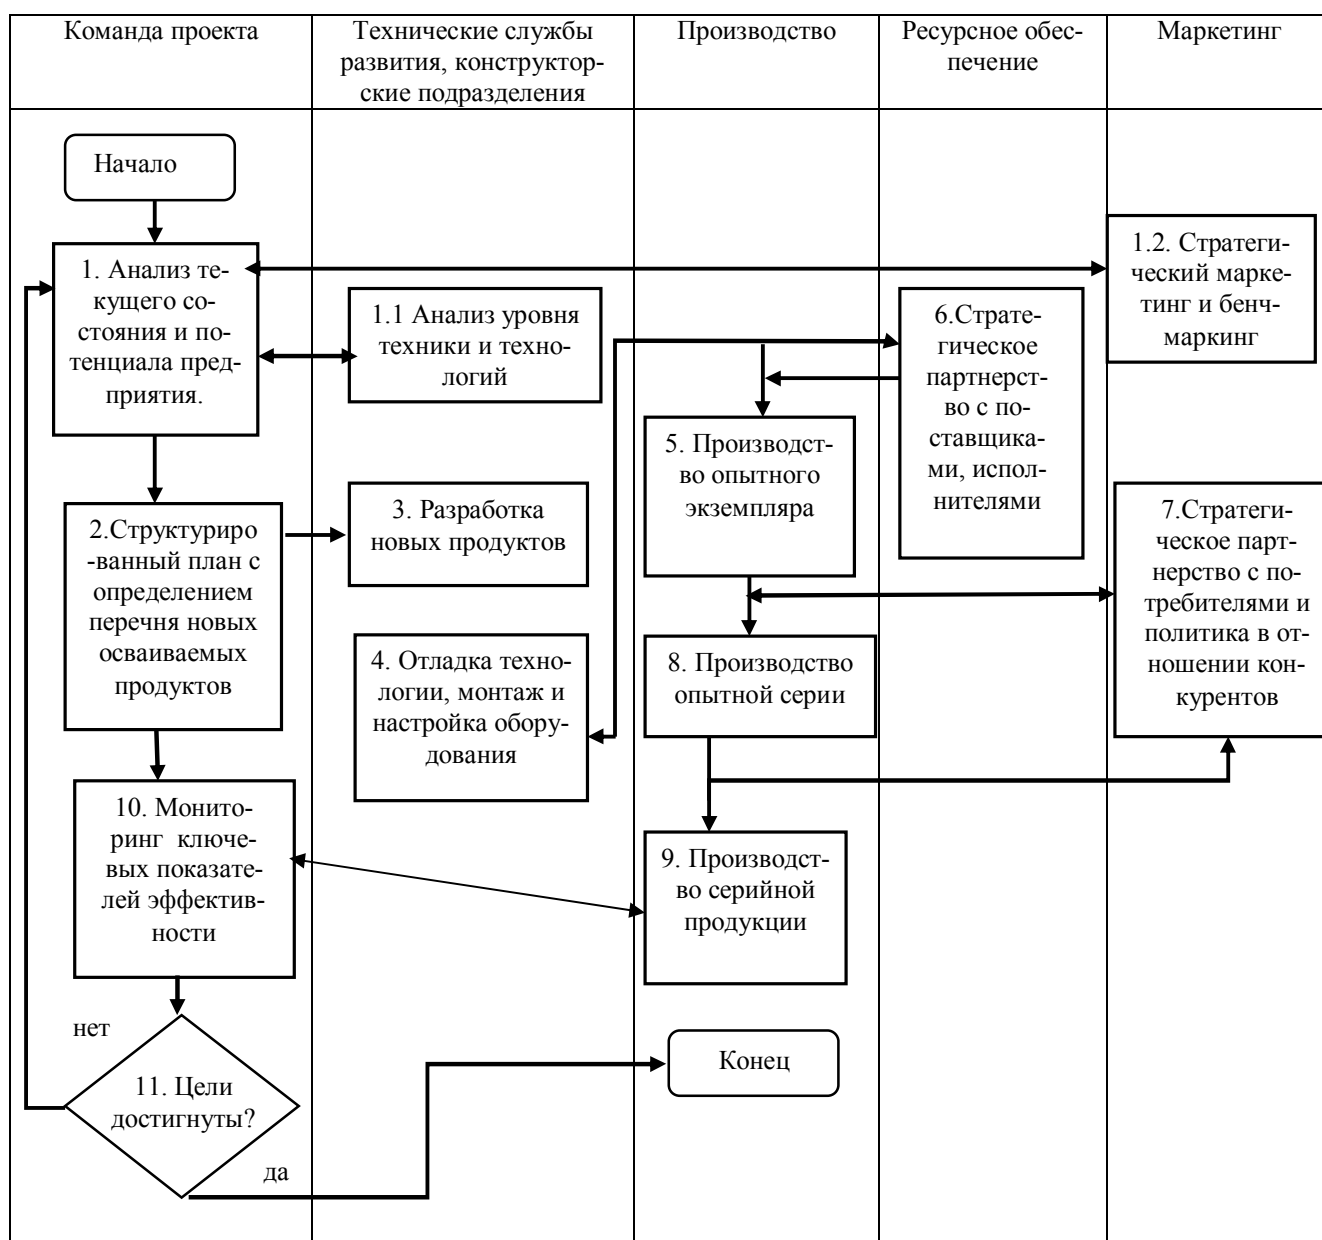 Команда проекта
Технические службы
развития, конструктор-
ские подразделения
Производство
Ресурсное обес-
печение
Маркетинг
Начало
1. Анализ те-
кущего со-
стояния и по-
тенциала пред-
приятия.
1.1 Анализ уровня
техники и техно-
логий
1.2. Стратеги-
ческий марке-
тинг и бенч-
маркинг
6.Страте-
гическое
партнерст-
во с по-
ставщика-
ми, испол-
нителями
5. Производст-
во опытного
экземпляра
2.Структуриро
-ванный план с
определением
перечня новых
осваиваемых
продуктов
3. Разработка
новых продуктов
7.Стратеги-
ческое парт-
нерство с по-
требителями и
политика в от-
ношении кон-
курентов
4. Отладка техно-
логии, монтаж и
настройка обору-
дования
8. Производство
опытной серии
10. Монито-
ринг ключе-
вых показате-
лей эффектив-
ности
9. Производст-
во серийной
продукции
нет
11. Цели
достигнуты?
да
Конец